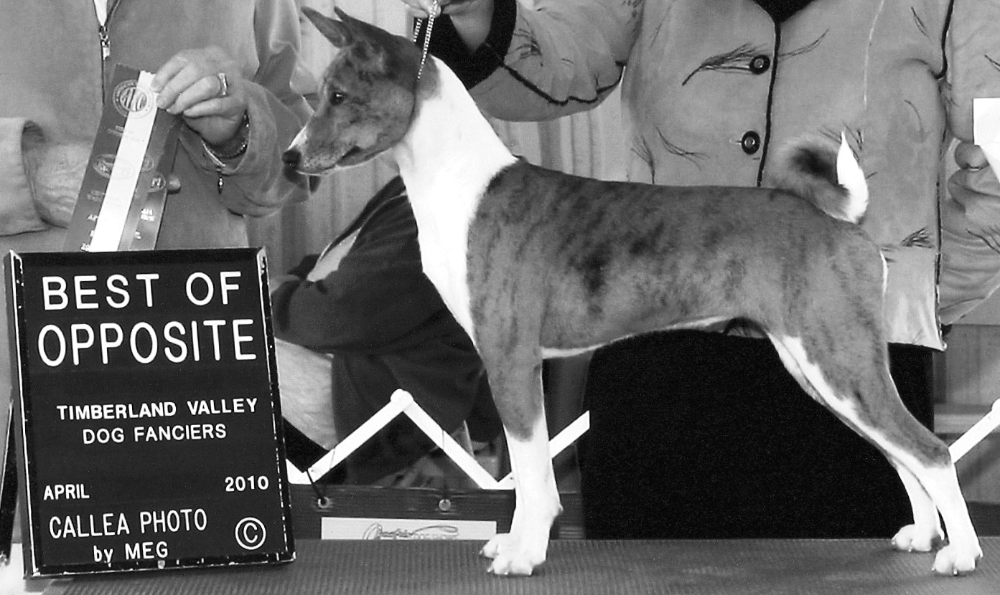 BEST OF
OPPOSITE
TIMBERLAND VALLEY
DOG FANCIERS
APRIL 2010
CALLEA PHOTO ©
by MEG